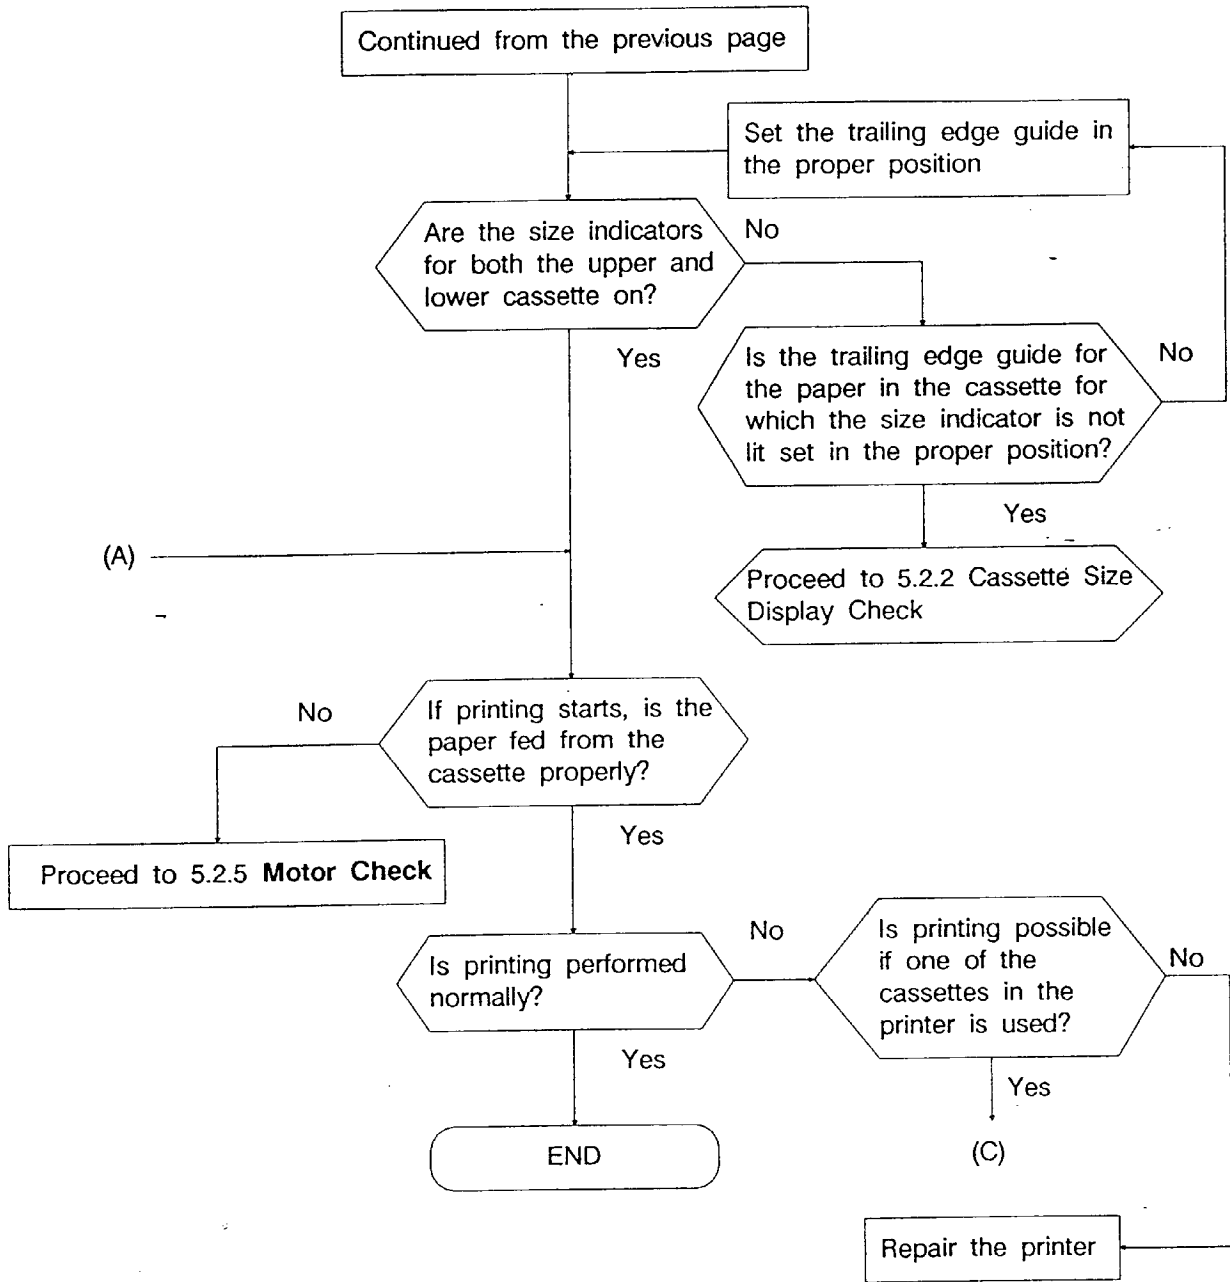 Continued from the previous page
Set the trailing edge guide in
the proper position
Are the size indicators
for both the upper and
lower cassette on?
No
Yes
Is the trailing edge guide for
the paper in the cassette for
which the size indicator is not
lit set in the proper position?
No
Yes
(A)
Proceed to 5.2.2 Cassette Size
Display Check
If printing starts, is the
paper fed from the
cassette properly?
No
Yes
Proceed to 5.2.5 Motor Check
Is printing performed
normally?
No
Yes
Is printing possible
if one of the
cassettes in the
printer is used?
No
Yes
END
(C)
Repair the printer